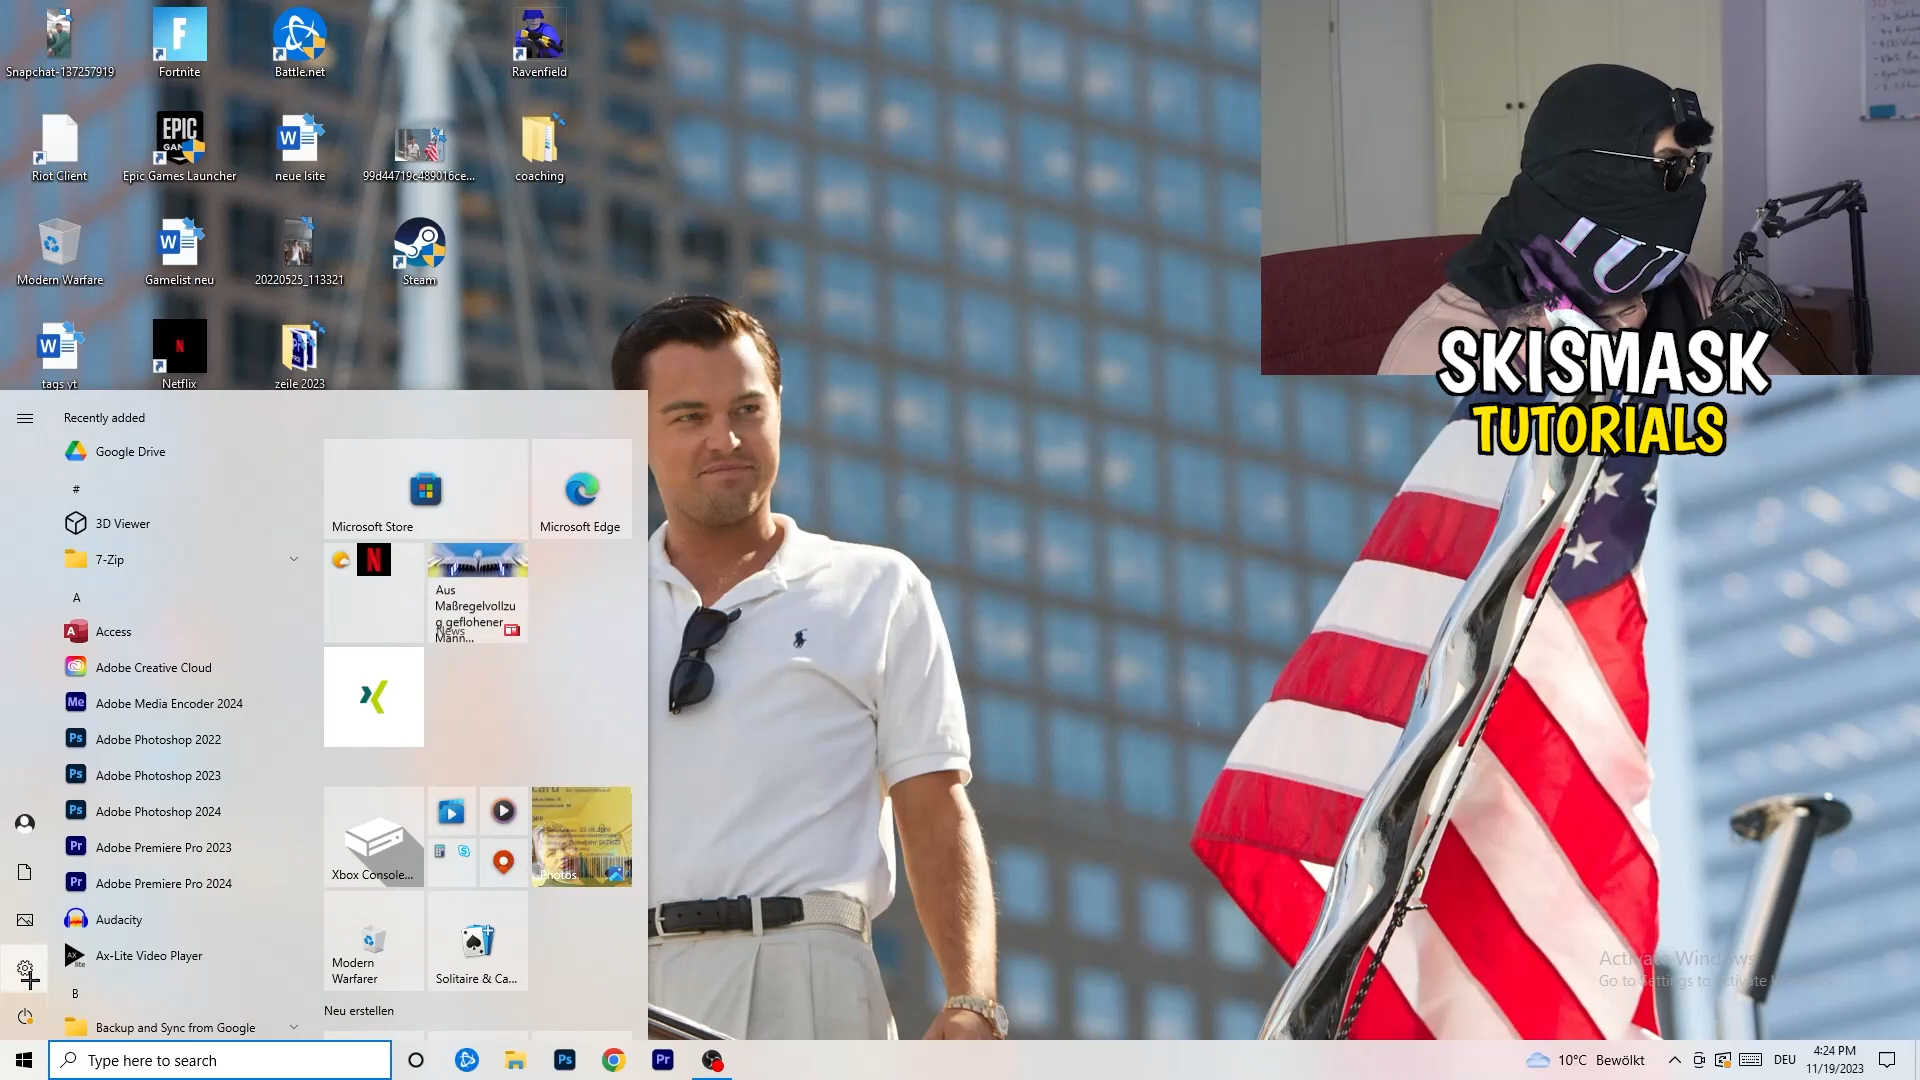 Snapchat-137257919
Fortnite
Battle.net
Ravenfield
Riot Client
EPIC
Epic Games Launcher
neue lsite
99d44719c489016ce...
coaching
Modern Warfare
Gamelist neu
20220525_113321
Steam
tags yt
Netflix
zeile 2023
SKISMASK
TUTORIALS
Recently added
Google Drive
#
3D Viewer
7-Zip
A
Access
Adobe Creative Cloud
Adobe Media Encoder 2024
Adobe Photoshop 2022
Adobe Photoshop 2023
Adobe Photoshop 2024
Adobe Premiere Pro 2023
Adobe Premiere Pro 2024
Audacity
Ax-Lite Video Player
B
Backup and Sync from Google
Microsoft Store
Microsoft Edge
Aus
Maßregelvollzu
g geflohener
Mann...
News
Xbox Console...
Photos
Modern
Warfarer
Solitaire & Ca...
Neu erstellen
Activate Windows
Go to Settings to activate
Type here to search
10°C Bewölkt
DEU
4:24 PM
11/19/2023